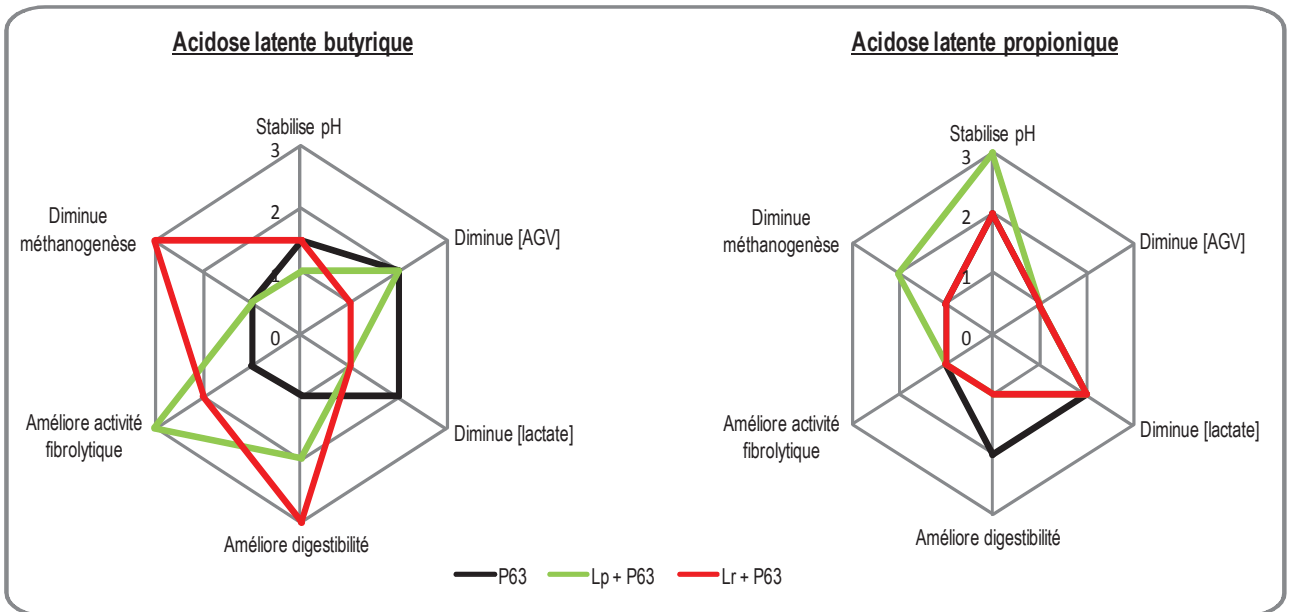 Acidose latente butyrique
Stabilise pH
3
2
1
0
Diminue [AGV]
Diminue [lactate]
Améliore digestibilité
Améliore activité
fibrolytique
Diminue
méthanogenèse
Acidose latente propionique
Stabilise pH
3
2
1
0
Diminue [AGV]
Diminue [lactate]
Améliore digestibilité
Améliore activité
fibrolytique
Diminue
méthanogenèse
P63
Lp + P63
Lr + P63